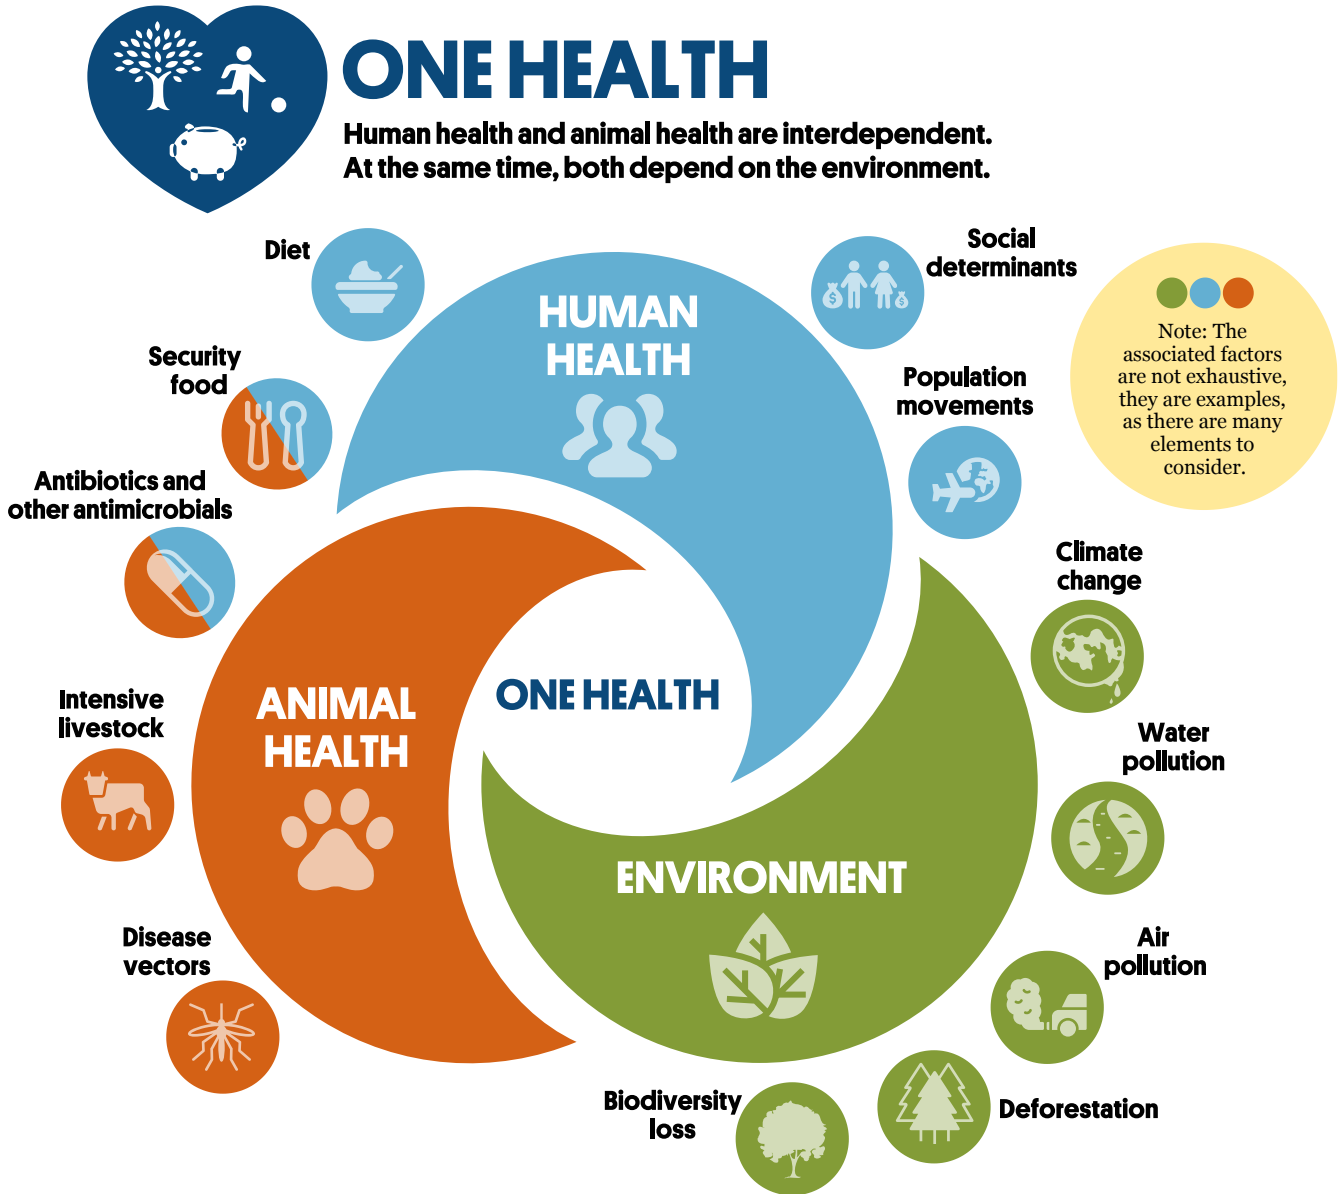 ONE HEALTH
Human health and animal health are interdependent.
At the same time, both depend on the environment.
Diet
Social
determinants
HUMAN
HEALTH
Note: The
associated factors
are not exhaustive,
they are examples,
as there are many
elements to
consider.
Security
food
Population
movements
Antibiotics and
other antimicrobials
Climate
change
Intensive
livestock
ANIMAL
HEALTH
ONE HEALTH
Water
pollution
ENVIRONMENT
Disease
vectors
Air
pollution
Biodiversity
loss
Deforestation